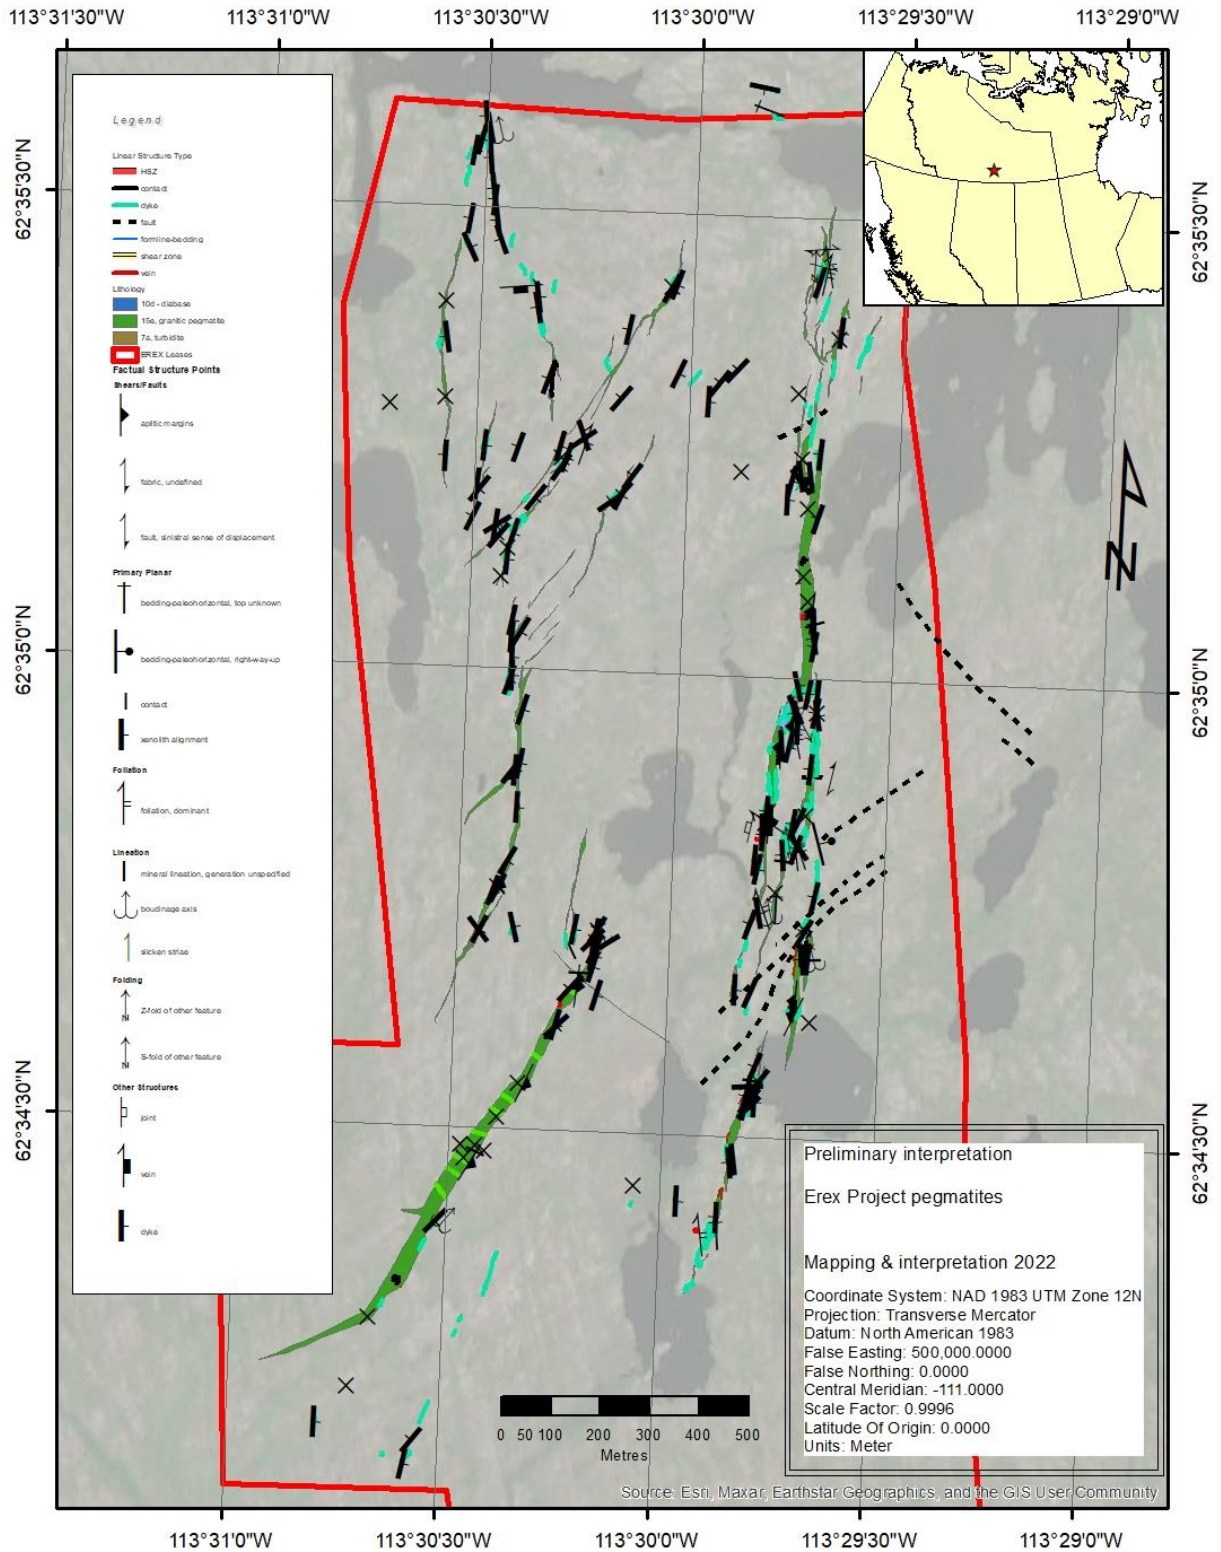 113°31'30"W 113°31'0"W 113°30'30"W 113°30'0"W 113°29'30"W 113°29'0"W
62°35'30"N
62°35'0"N
62°34'30"N
Legend
Linear Structure Type
HSZ
contact
dyke
fault
formline-bedding
shear zone
vein
Lithology
10d - diabase
15e, granitic pegmatite
7a, turbidite
EREX Leases
Factual Structure Points
Shears/Faults
aplitic margins
fabric, undefined
fault, sinistral sense of displacement
Primary Planar
bedding-paleohorizontal, top unknown
bedding-paleohorizontal, right-way-up
contact
xenolith alignment
Foliation
foliation, dominant
Lineation
mineral lineation, generation unspecified
boudinage axis
slicken striae
Folding
Z-fold of other feature
S-fold of other feature
Other Structures
joint
vein
dyke
N
62°35'30"N
62°35'0"N
62°34'30"N
0 50 100 200 300 400 500
Metres
Preliminary interpretation
Erex Project pegmatites
Mapping & interpretation 2022
Coordinate System: NAD 1983 UTM Zone 12N
Projection: Transverse Mercator
Datum: North American 1983
False Easting: 500,000.0000
False Northing: 0.0000
Central Meridian: -111.0000
Scale Factor: 0.9996
Latitude Of Origin: 0.0000
Units: Meter
Source: Esri, Maxar, Earthstar Geographics, and the GIS User Community
113°31'0"W 113°30'30"W 113°30'0"W 113°29'30"W 113°29'0"W